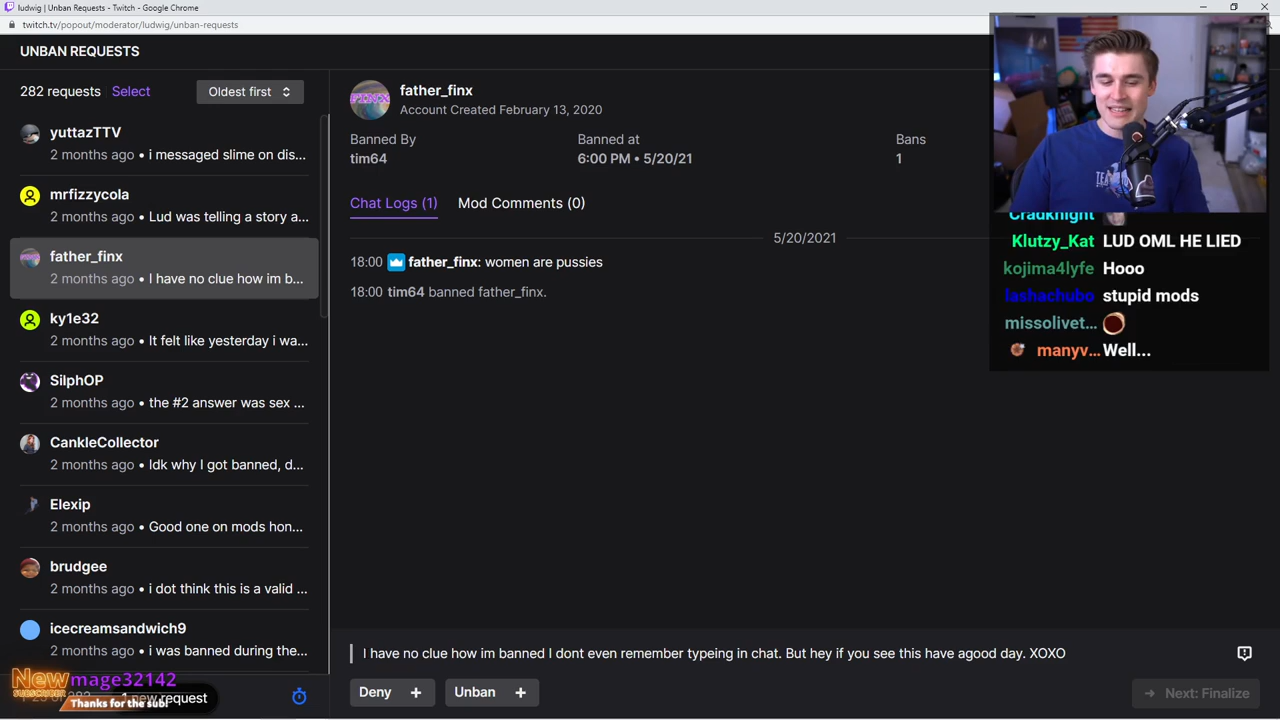 ludwig | Unban Requests - Twitch - Google Chrome
twitch.tv/popout/moderator/ludwig/unban-requests
UNBAN REQUESTS
282 requests Select Oldest first
yuttazTTV
2 months ago • i messaged slime on dis...
mrfizzycola
2 months ago • Lud was telling a story a...
father_finx
2 months ago • I have no clue how im b...
ky1e32
2 months ago • It felt like yesterday i wa...
SilphOP
2 months ago • the #2 answer was sex ...
CankleCollector
2 months ago • Idk why I got banned, d...
Elexip
2 months ago • Good one on mods hon...
brudgee
2 months ago • i dot think this is a valid ...
icecreamsandwich9
2 months ago • i was banned during the...
New mage32142
SUBSCRIBER
Thanks for the sub!
1 new request
father_finx
Account Created February 13, 2020
Banned By Banned at Bans
tim64 6:00 PM • 5/20/21 1
Chat Logs (1) Mod Comments (0)
5/20/2021
18:00 father_finx: women are pussies
18:00 tim64 banned father_finx.
I have no clue how im banned I dont even remember typeing in chat. But hey if you see this have agood day. XOXO
Deny + Unban + Next: Finalize
FINX
Cradknight
Klutzy_Kat LUD OML HE LIED
kojima4lyfe Hooo
lashachubo stupid mods
missolivet...
manyv... Well...